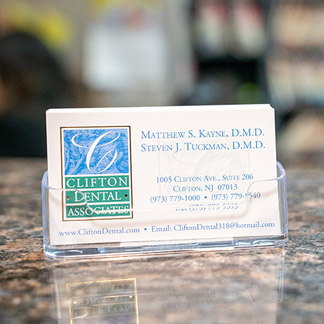 C
CLIFTON
· DENTAL ·
ASSOCIATES
MATTHEW S. KAYNE, D.M.D.
STEVEN J. TUCKMAN, D.M.D.
1005 CLIFTON AVE., SUITE 206
CLIFTON, NJ 07013
(973) 779-1000 • (973) 779-
www.CliftonDental.com • Email: CliftonDental318@hotmail.com